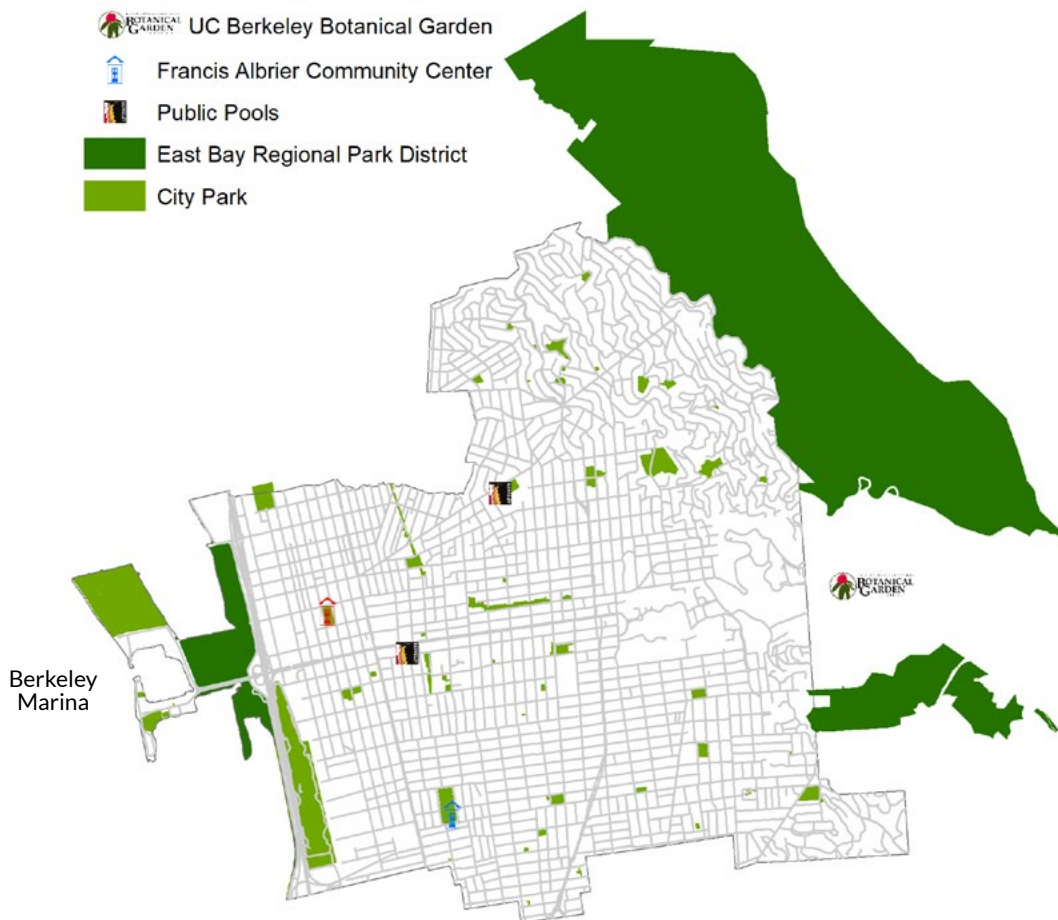 BOTANICAL
GARDEN
UC Berkeley Botanical Garden
Francis Albrier Community Center
Public Pools
East Bay Regional Park District
City Park
BOTANICAL
GARDEN
Berkeley
Marina